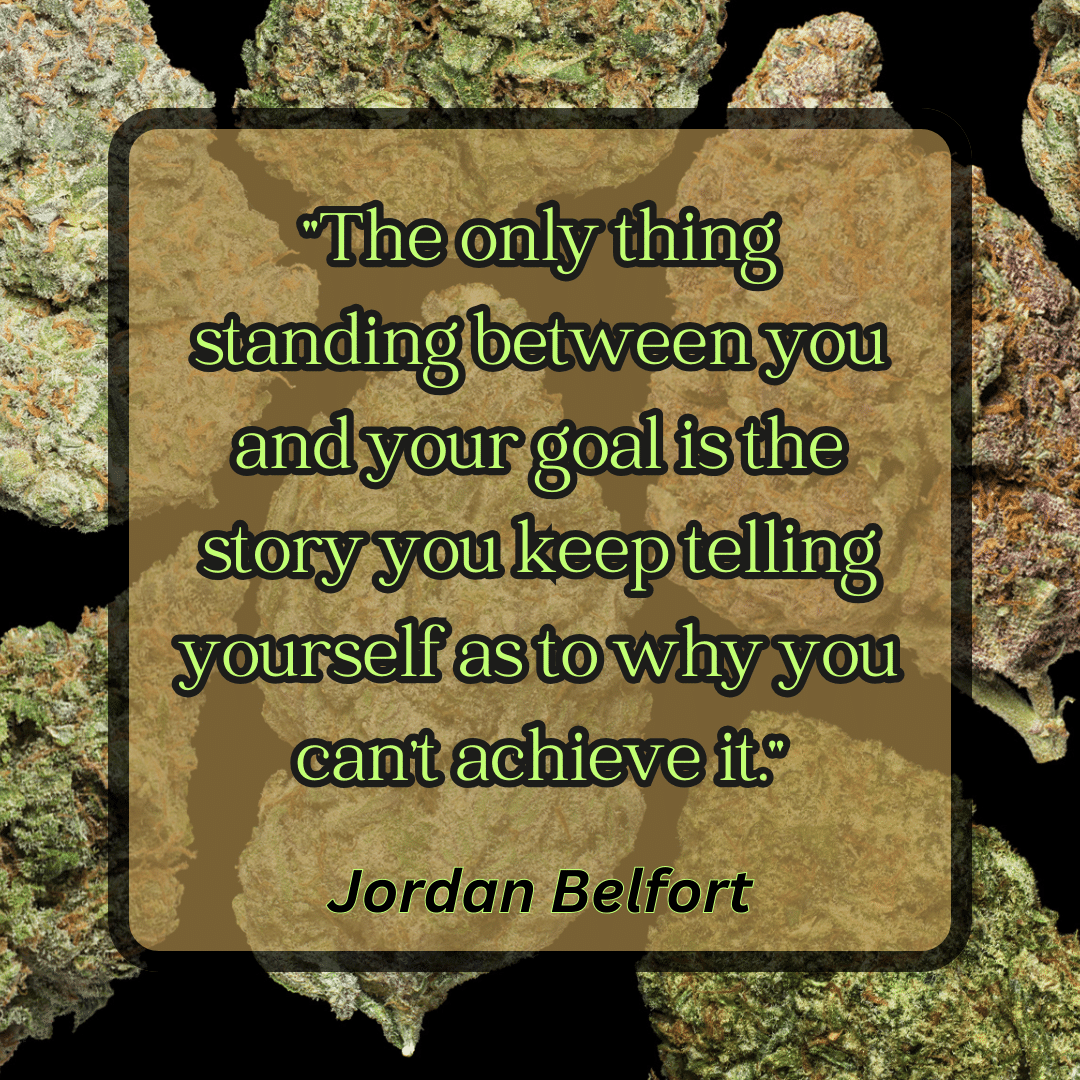 "The only thing
standing between you
and your goal is the
story you keep telling
yourself as to why you
can't achieve it."
Jordan Belfort